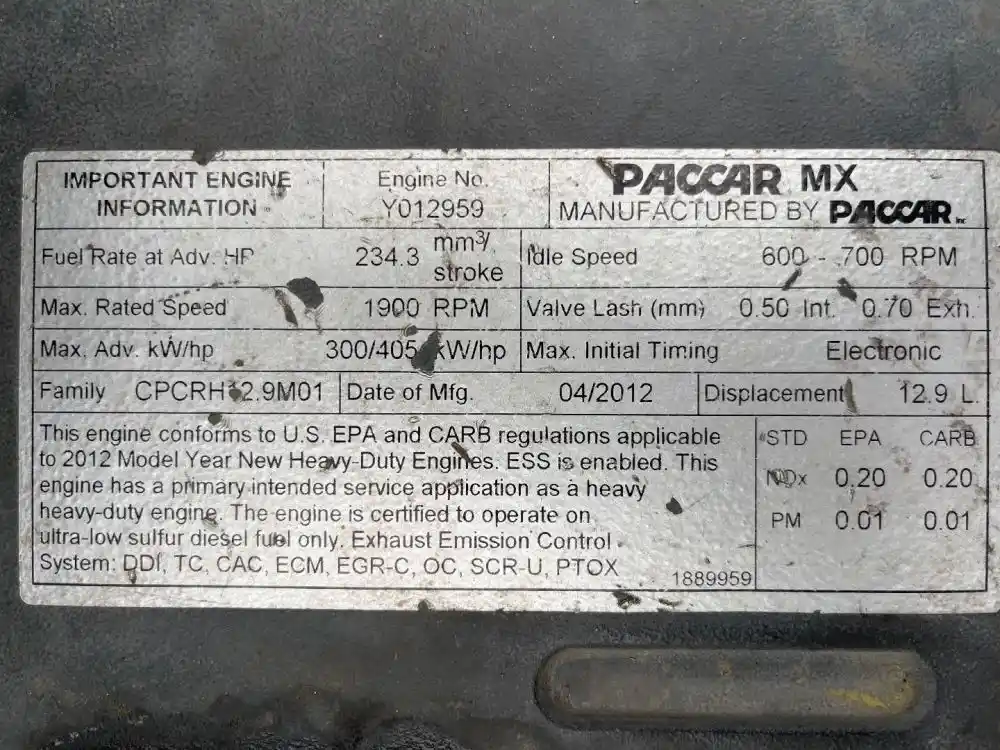 IMPORTANT ENGINE INFORMATION
Engine No. Y012959
PACCAR MX
MANUFACTURED BY PACCAR INC
Fuel Rate at Adv. HP 234.3 mm³/stroke
Idle Speed 600 - 700 RPM
Max. Rated Speed 1900 RPM
Valve Lash (mm) 0.50 Int. 0.70 Exh.
Max. Adv. kW/hp 300/405 kW/hp
Max. Initial Timing Electronic
Family CPCRH12.9M01
Date of Mfg. 04/2012
Displacement 12.9 L.
This engine conforms to U.S. EPA and CARB regulations applicable
to 2012 Model Year New Heavy-Duty Engines. ESS is enabled. This
engine has a primary intended service application as a heavy
heavy-duty engine. The engine is certified to operate on
ultra-low sulfur diesel fuel only. Exhaust Emission Control
System: DDI, TC, CAC, ECM, EGR-C, OC, SCR-U, PTOX
1889959
STD EPA CARB
NOx 0.20 0.20
PM 0.01 0.01